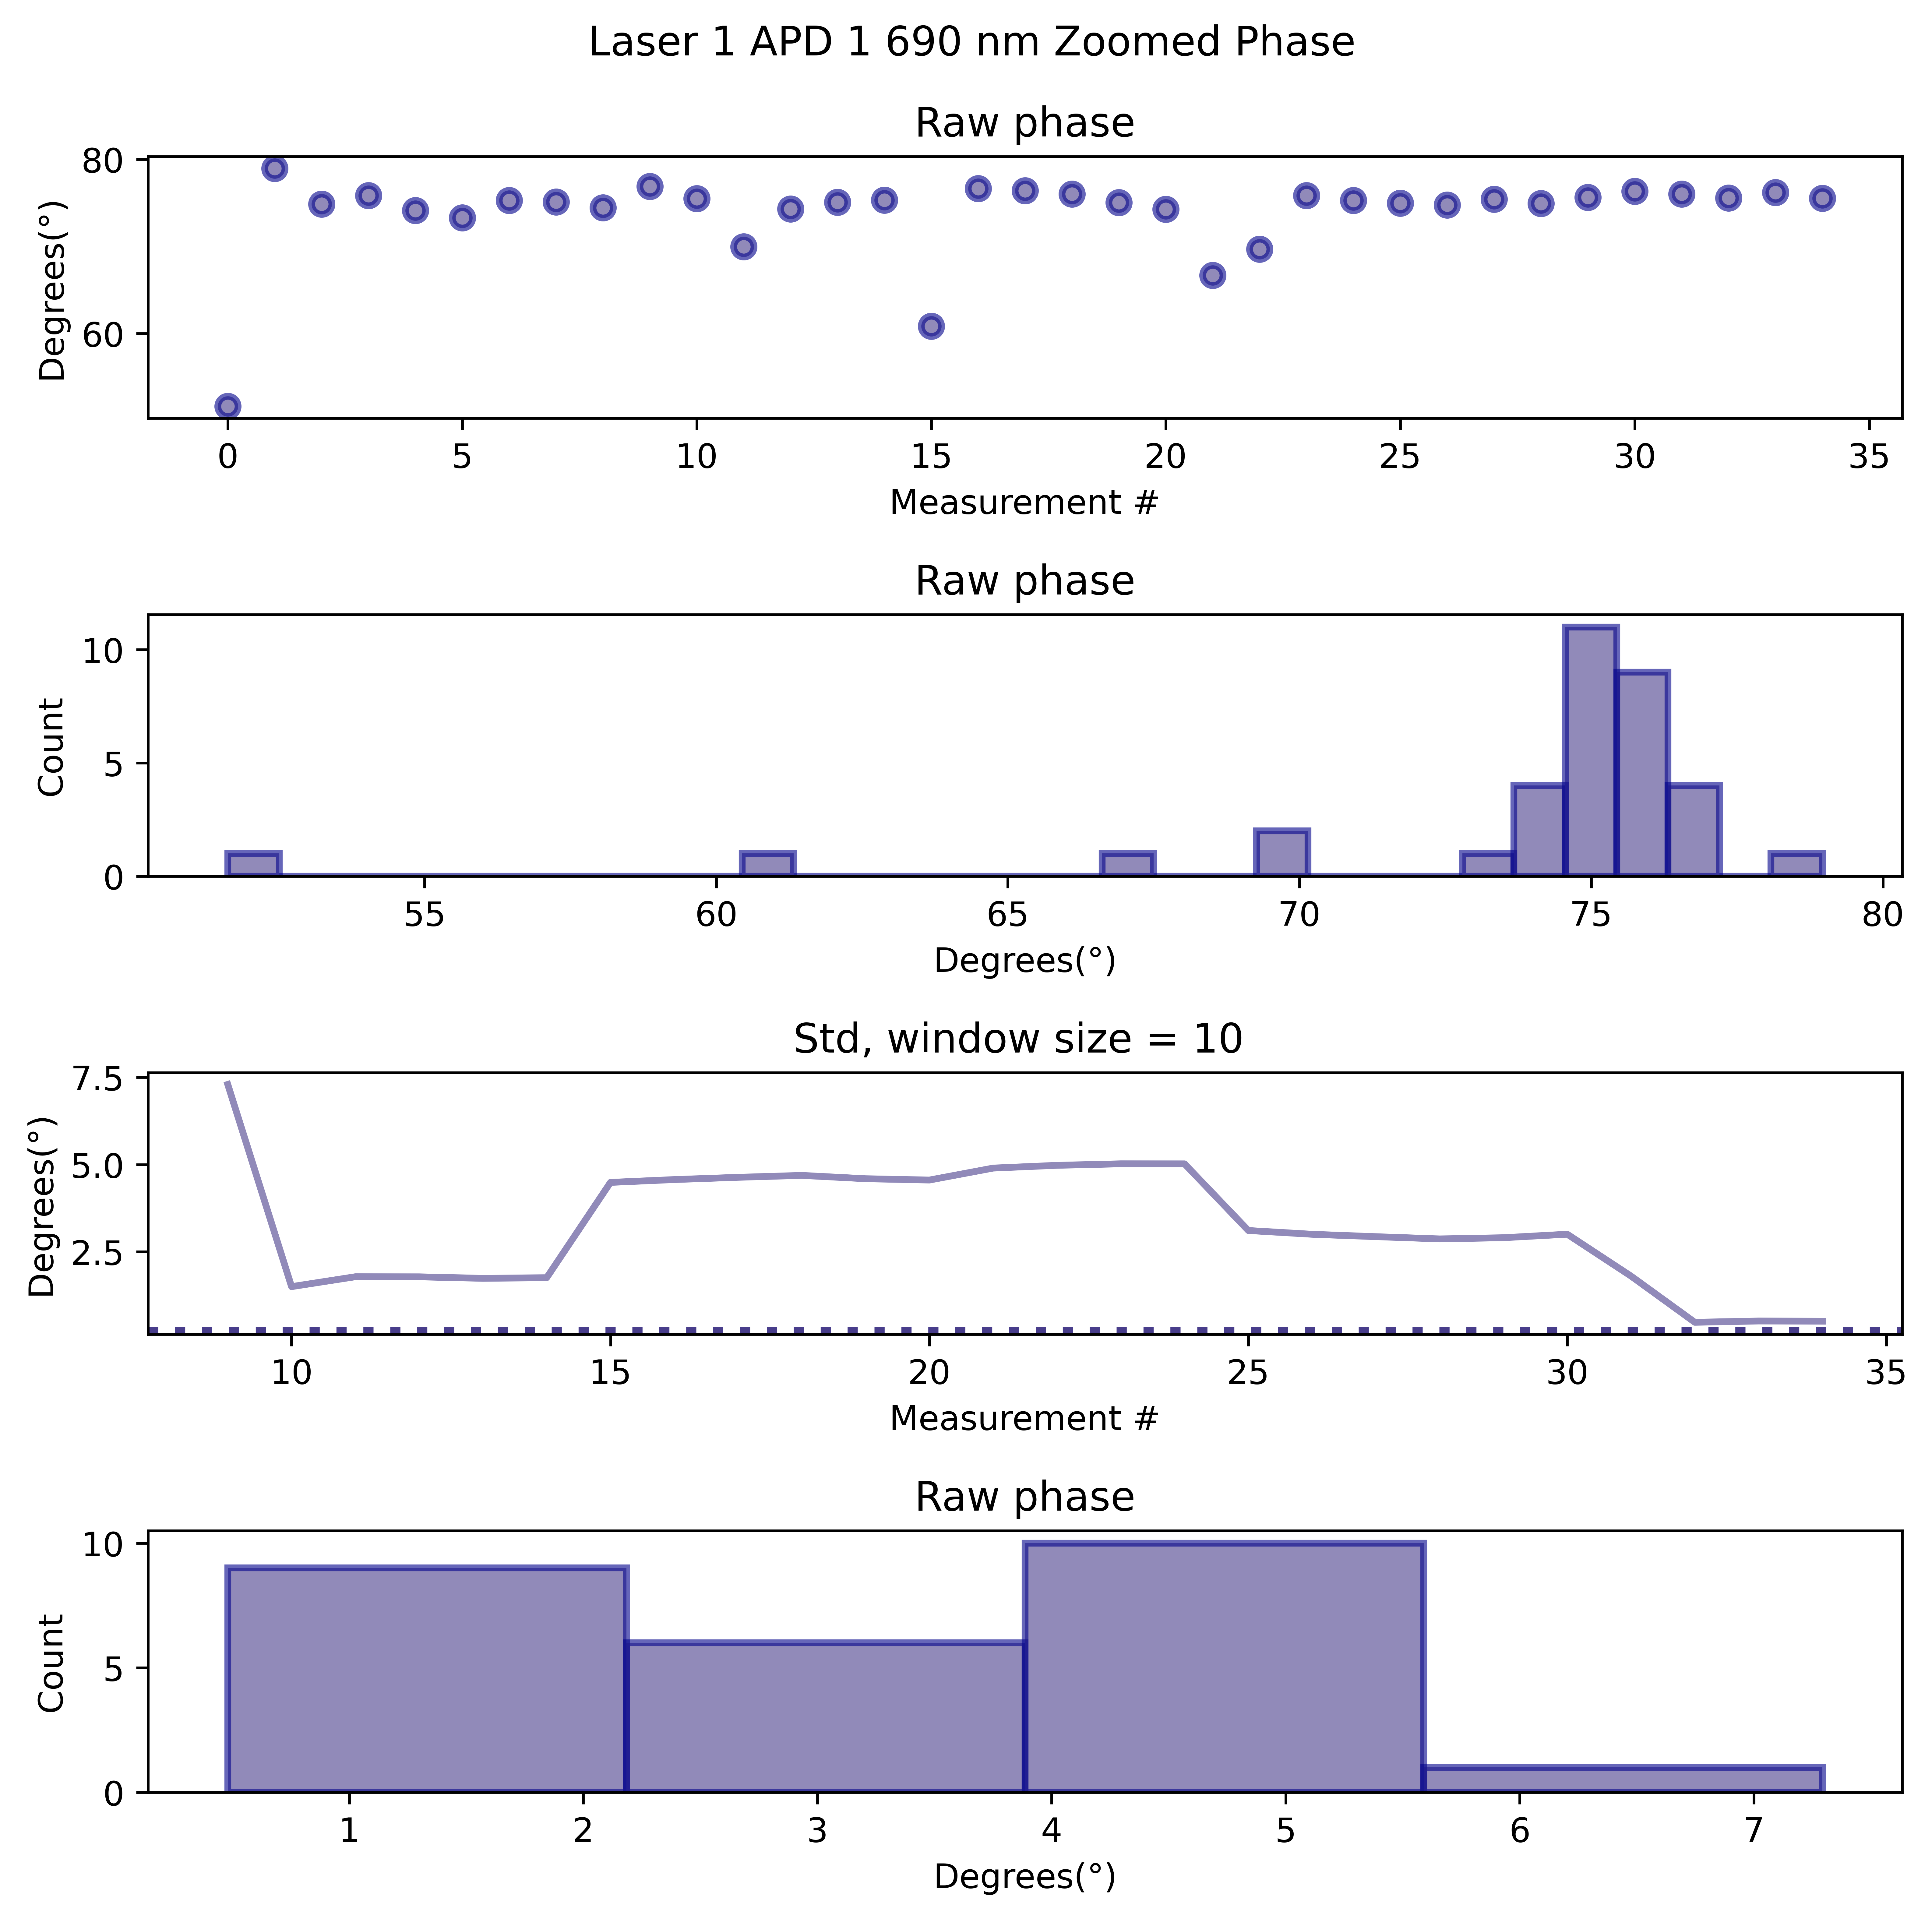 Laser 1 APD 1 690 nm Zoomed Phase
Raw phase
80
60
Degrees(°)
0 5 10 15 20 25 30 35
Measurement #
Raw phase
10
5
0
Count
55 60 65 70 75 80
Degrees(°)
Std, window size = 10
7.5
5.0
2.5
Degrees(°)
10 15 20 25 30 35
Measurement #
Raw phase
10
5
0
Count
1 2 3 4 5 6 7
Degrees(°)